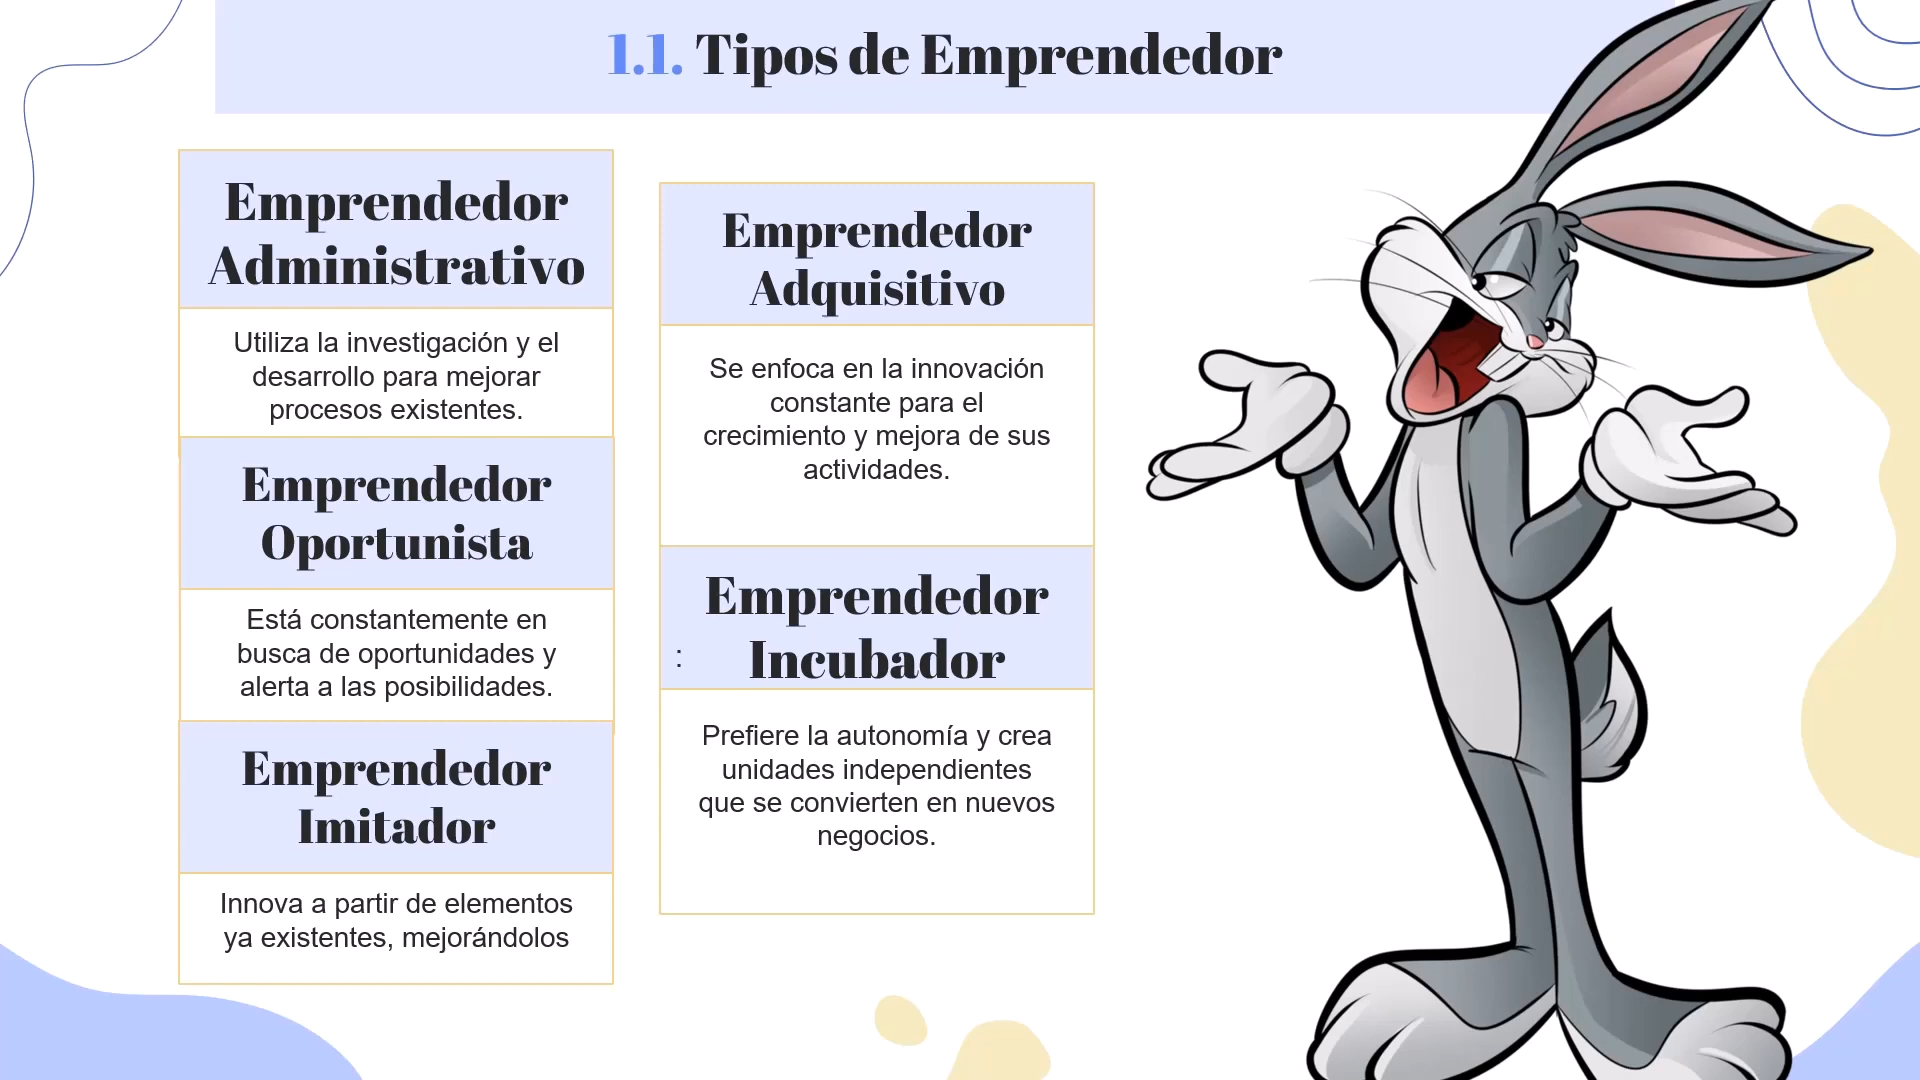 1.1. Tipos de Emprendedor
Emprendedor
Administrativo
Utiliza la investigación y el
desarrollo para mejorar
procesos existentes.
Emprendedor
Oportunista
Está constantemente en
busca de oportunidades y
alerta a las posibilidades.
Emprendedor
Imitador
Innova a partir de elementos
ya existentes, mejorándolos
Emprendedor
Adquisitivo
Se enfoca en la innovación
constante para el
crecimiento y mejora de sus
actividades.
Emprendedor
: Incubador
Prefiere la autonomía y crea
unidades independientes
que se convierten en nuevos
negocios.